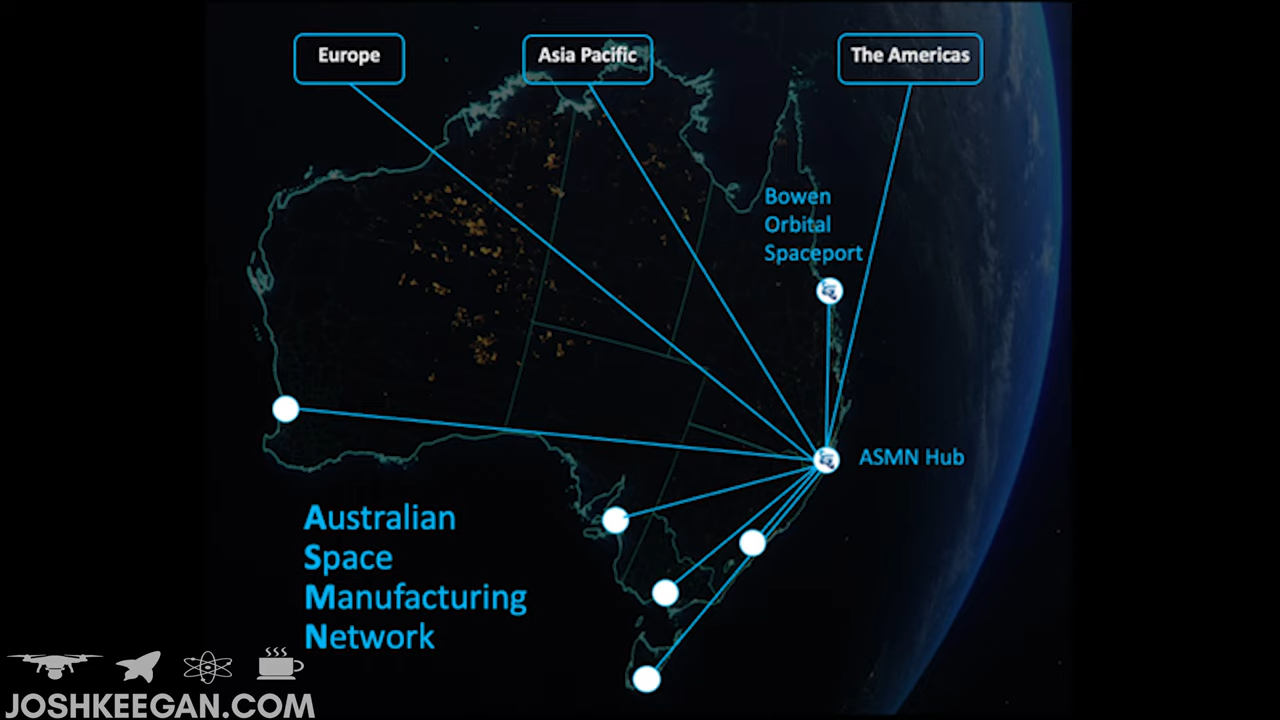 Europe
Asia Pacific
The Americas
Bowen
Orbital
Spaceport
ASMN Hub
Australian
Space
Manufacturing
Network
JOSHKEEGAN.COM